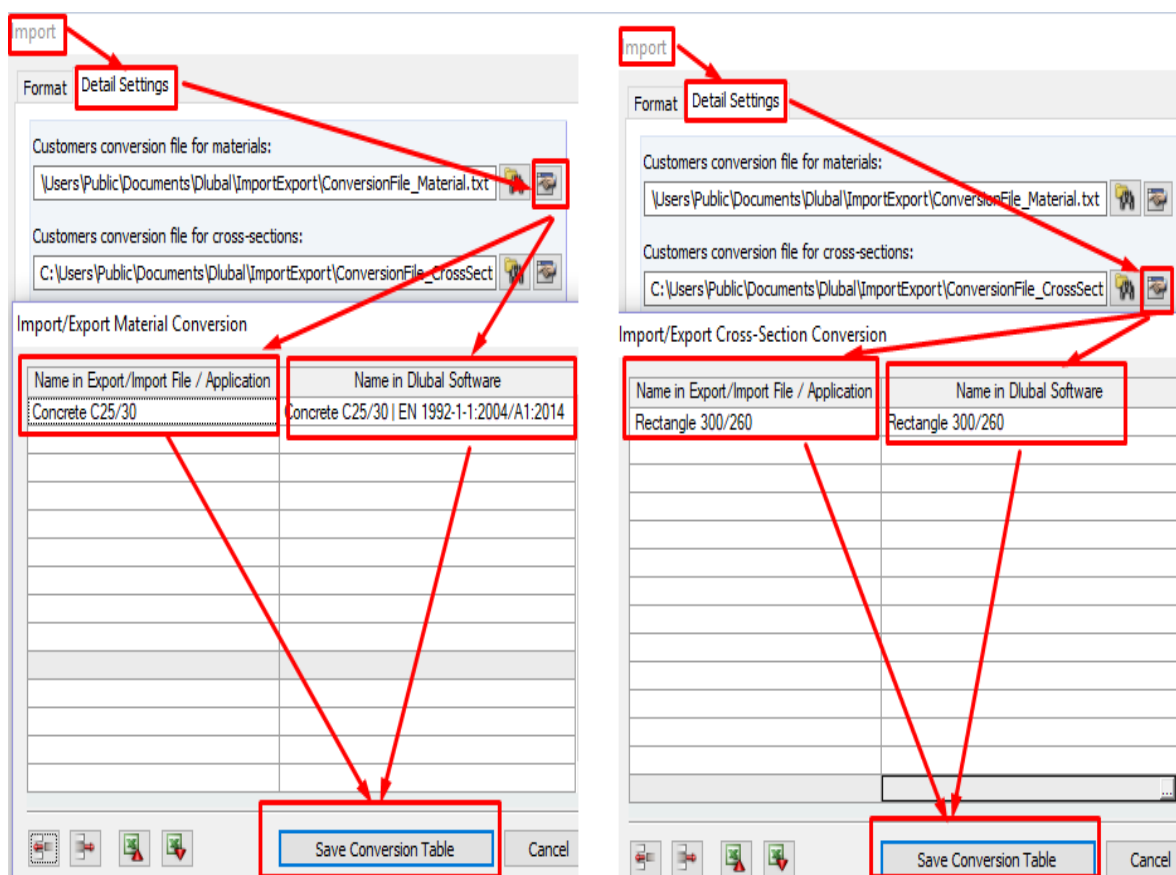 Import
Format Detail Settings
Customers conversion file for materials:
\Users\Public\Documents\Dlubal\ImportExport\ConversionFile_Material.txt
Customers conversion file for cross-sections:
C:\Users\Public\Documents\Dlubal\ImportExport\ConversionFile_CrossSect
Import/Export Material Conversion
Name in Export/Import File / Application Name in Dlubal Software
Concrete C25/30 Concrete C25/30 | EN 1992-1-1:2004/A1:2014
Save Conversion Table Cancel
Import
Format Detail Settings
Customers conversion file for materials:
\Users\Public\Documents\Dlubal\ImportExport\ConversionFile_Material.txt
Customers conversion file for cross-sections:
C:\Users\Public\Documents\Dlubal\ImportExport\ConversionFile_CrossSect
Import/Export Cross-Section Conversion
Name in Export/Import File / Application Name in Dlubal Software
Rectangle 300/260 Rectangle 300/260
...
Save Conversion Table Cancel